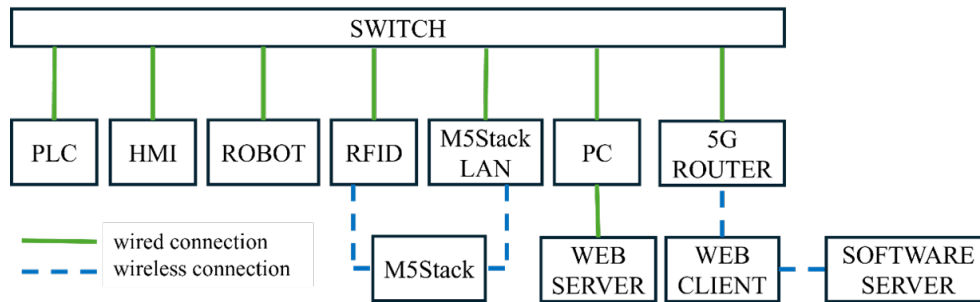 SWITCH
PLC
HMI
ROBOT
RFID
M5Stack
LAN
PC
5G
ROUTER
wired connection
wireless connection
M5Stack
WEB
SERVER
WEB
CLIENT
SOFTWARE
SERVER